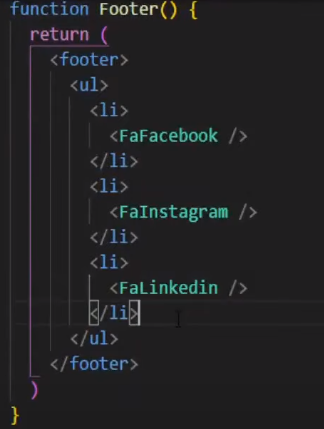 function Footer() {
  return (
    <footer>
      <ul>
        <li>
          <FaFacebook />
        </li>
        <li>
          <FaInstagram />
        </li>
        <li>
          <FaLinkedin />
        </li>
      </ul>
    </footer>
  )
}